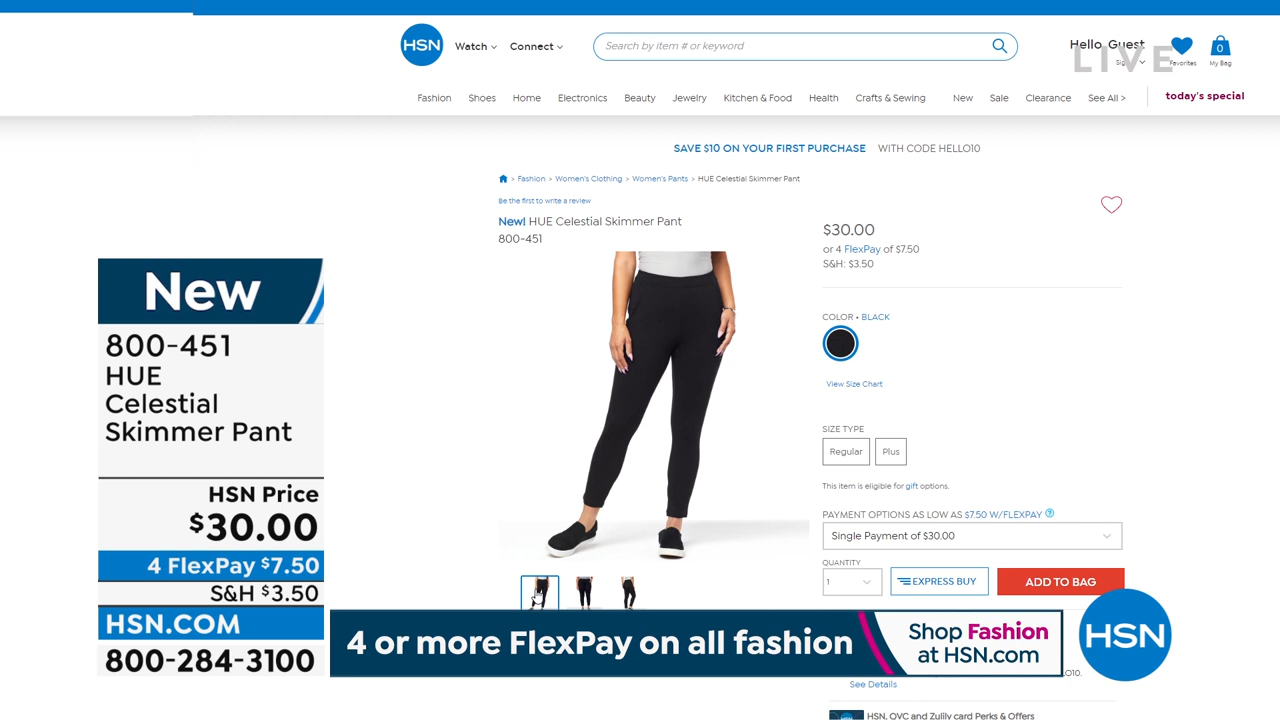 HSN
Watch
Connect
Search by item # or keyword
Hello, Guest
LIVE
Favorites
0
My Bag
Fashion
Shoes
Home
Electronics
Beauty
Jewelry
Kitchen & Food
Health
Crafts & Sewing
New
Sale
Clearance
See All >
today's special
SAVE $10 ON YOUR FIRST PURCHASE WITH CODE HELLO10
> Fashion > Women's Clothing > Women's Pants > HUE Celestial Skimmer Pant
Be the first to write a review
New! HUE Celestial Skimmer Pant
800-451
$30.00
or 4 FlexPay of $7.50
S&H: $3.50
COLOR • BLACK
View Size Chart
SIZE TYPE
Regular
Plus
This item is eligible for gift options.
PAYMENT OPTIONS AS LOW AS $7.50 W/FLEXPAY ?
Single Payment of $30.00
QUANTITY
1
EXPRESS BUY
ADD TO BAG
New
800-451
HUE
Celestial
Skimmer Pant
HSN Price
$30.00
4 FlexPay $7.50
S&H $3.50
HSN.COM
800-284-3100
4 or more FlexPay on all fashion
Shop Fashion
at HSN.com
HSN
See Details
HSN, QVC and Zulily card Perks & Offers